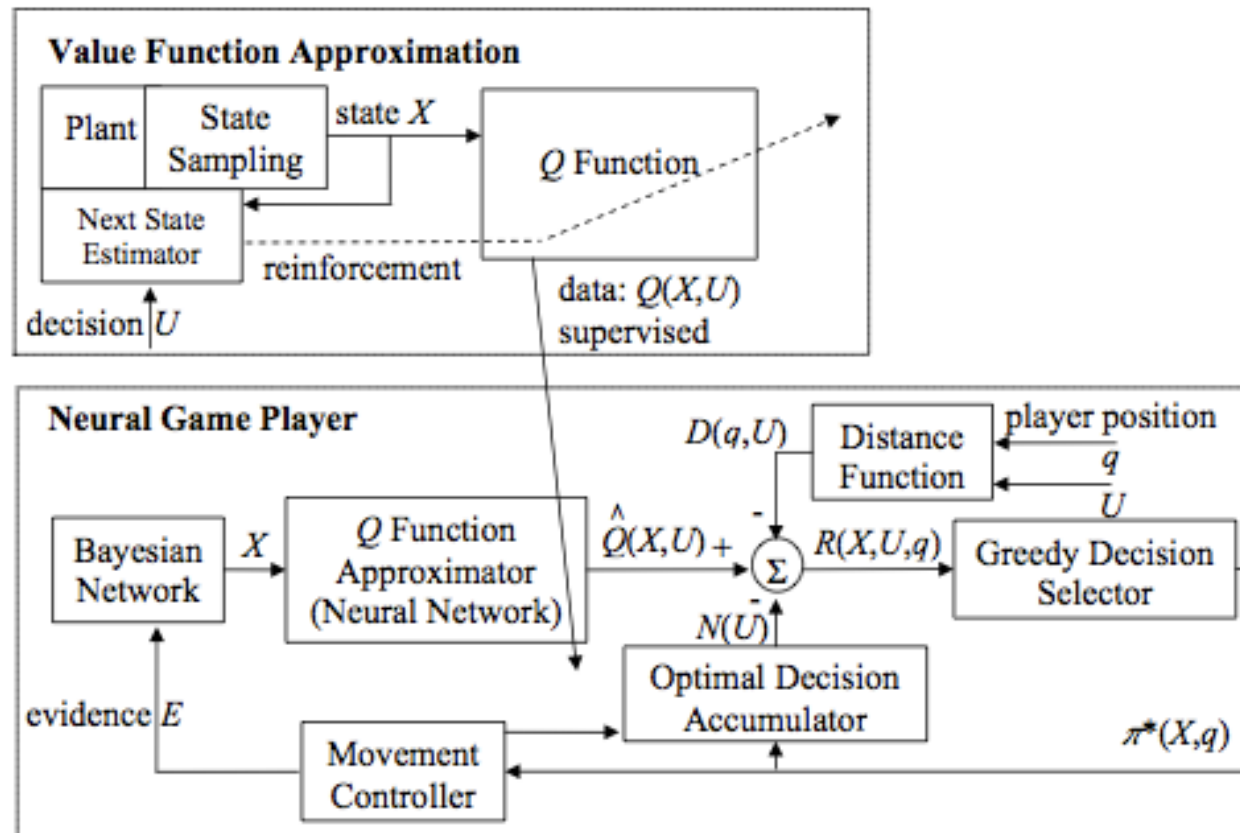 Value Function Approximation
Plant
State
Sampling
state X
Q Function
Next State
Estimator
reinforcement
decision U
data: Q(X,U)
supervised
Neural Game Player
D(q,U)
Distance
Function
player position
q
U
-
Bayesian
Network
X
Q Function
Approximator
(Neural Network)
^
Q(X,U) +
Σ
R(X,U,q)
Greedy Decision
Selector
-
N(U)
Optimal Decision
Accumulator
evidence E
Movement
Controller
π*(X,q)